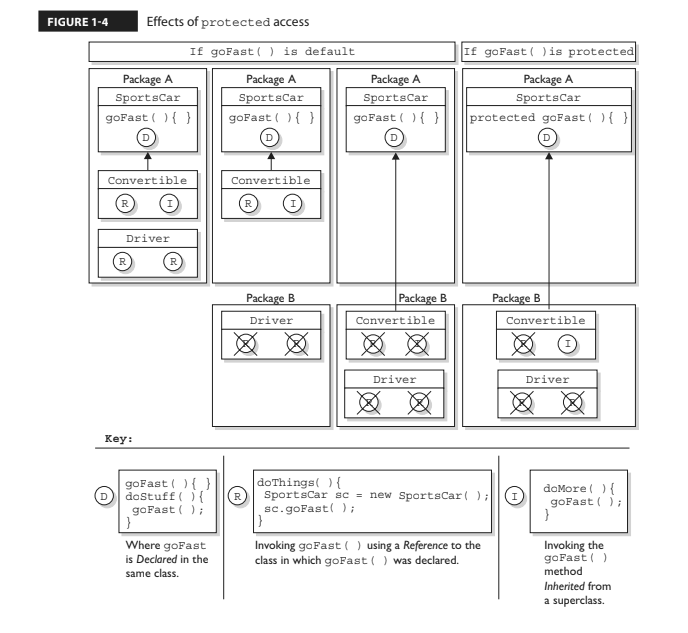 FIGURE 1-4 Effects of protected access
If goFast( ) is default
If goFast( )is protected
Package A
SportsCar
goFast( ){ }
D
Convertible
R I
Driver
R R
Package A
SportsCar
goFast( ){ }
D
Convertible
R I
Package B
Driver
R R
Package A
SportsCar
goFast( ){ }
D
Package B
Convertible
R I
Driver
R R
Package A
SportsCar
protected goFast( ){ }
D
Package B
Convertible
R I
Driver
R R
Key:
D
goFast( ){ }
doStuff( ){
goFast( );
}
Where goFast
is Declared in the
same class.
R
doThings( ){
SportsCar sc = new SportsCar( );
sc.goFast( );
}
Invoking goFast( ) using a Reference to the
class in which goFast( ) was declared.
I
doMore( ){
goFast( );
}
Invoking the
goFast( )
method
Inherited from
a superclass.